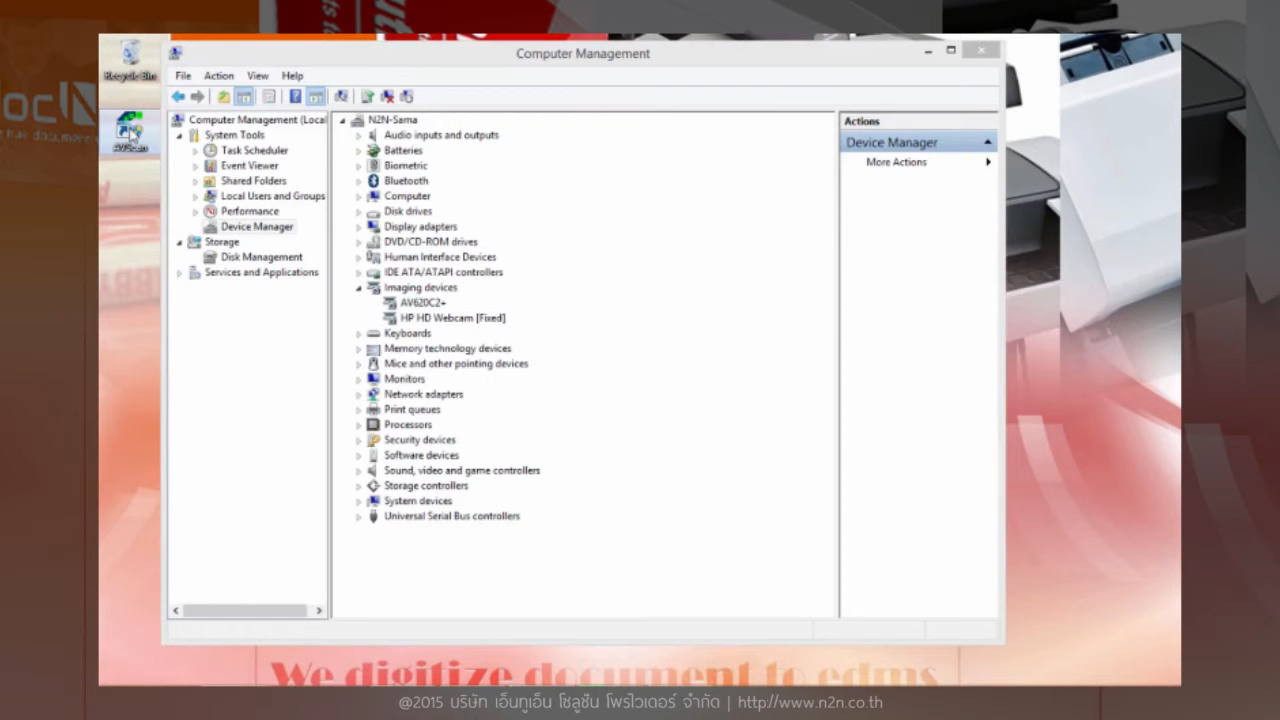 Computer Management
Recycle Bin
File Action View Help
AVScan
Computer Management (Local
System Tools
Task Scheduler
Event Viewer
Shared Folders
Local Users and Groups
Performance
Device Manager
Storage
Disk Management
Services and Applications
N2N-Sama
Audio inputs and outputs
Batteries
Biometric
Bluetooth
Computer
Disk drives
Display adapters
DVD/CD-ROM drives
Human Interface Devices
IDE ATA/ATAPI controllers
Imaging devices
AV620C2+
HP HD Webcam [Fixed]
Keyboards
Memory technology devices
Mice and other pointing devices
Monitors
Network adapters
Print queues
Processors
Security devices
Software devices
Sound, video and game controllers
Storage controllers
System devices
Universal Serial Bus controllers
Actions
Device Manager
More Actions
We digitize document to edms
@2015 บริษัท เอ็นทูเอ็น โซลูชัน โพรไวเดอร์ จำกัด | http://www.n2n.co.th